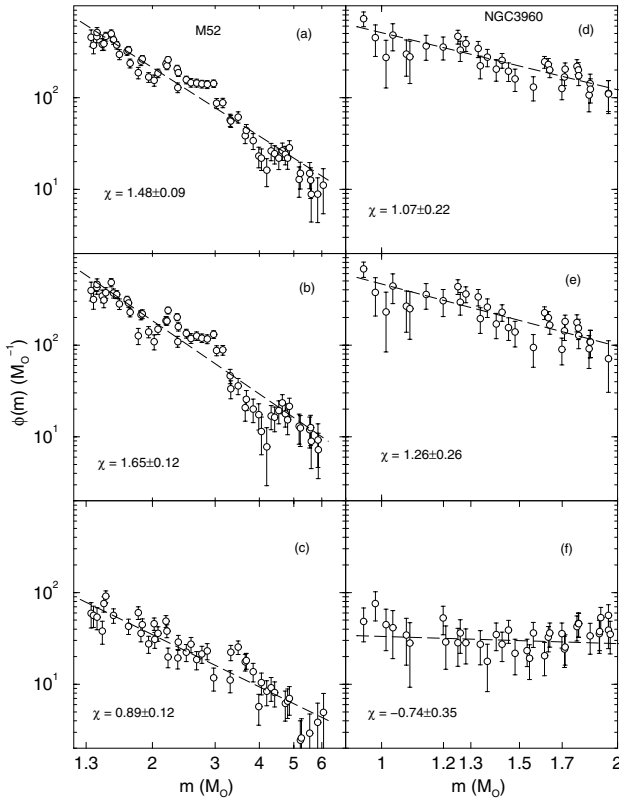 M52
NGC3960
(a)
(d)
10²
10¹
χ = 1.48±0.09
χ = 1.07±0.22
(b)
(e)
ϕ(m) (M⊙⁻¹)
10²
10¹
χ = 1.65±0.12
χ = 1.26±0.26
(c)
(f)
10²
10¹
χ = 0.89±0.12
χ = −0.74±0.35
1.3 2 3 4 5 6
1 1.2 1.3 1.5 1.7 2
m (M⊙)
m (M⊙)